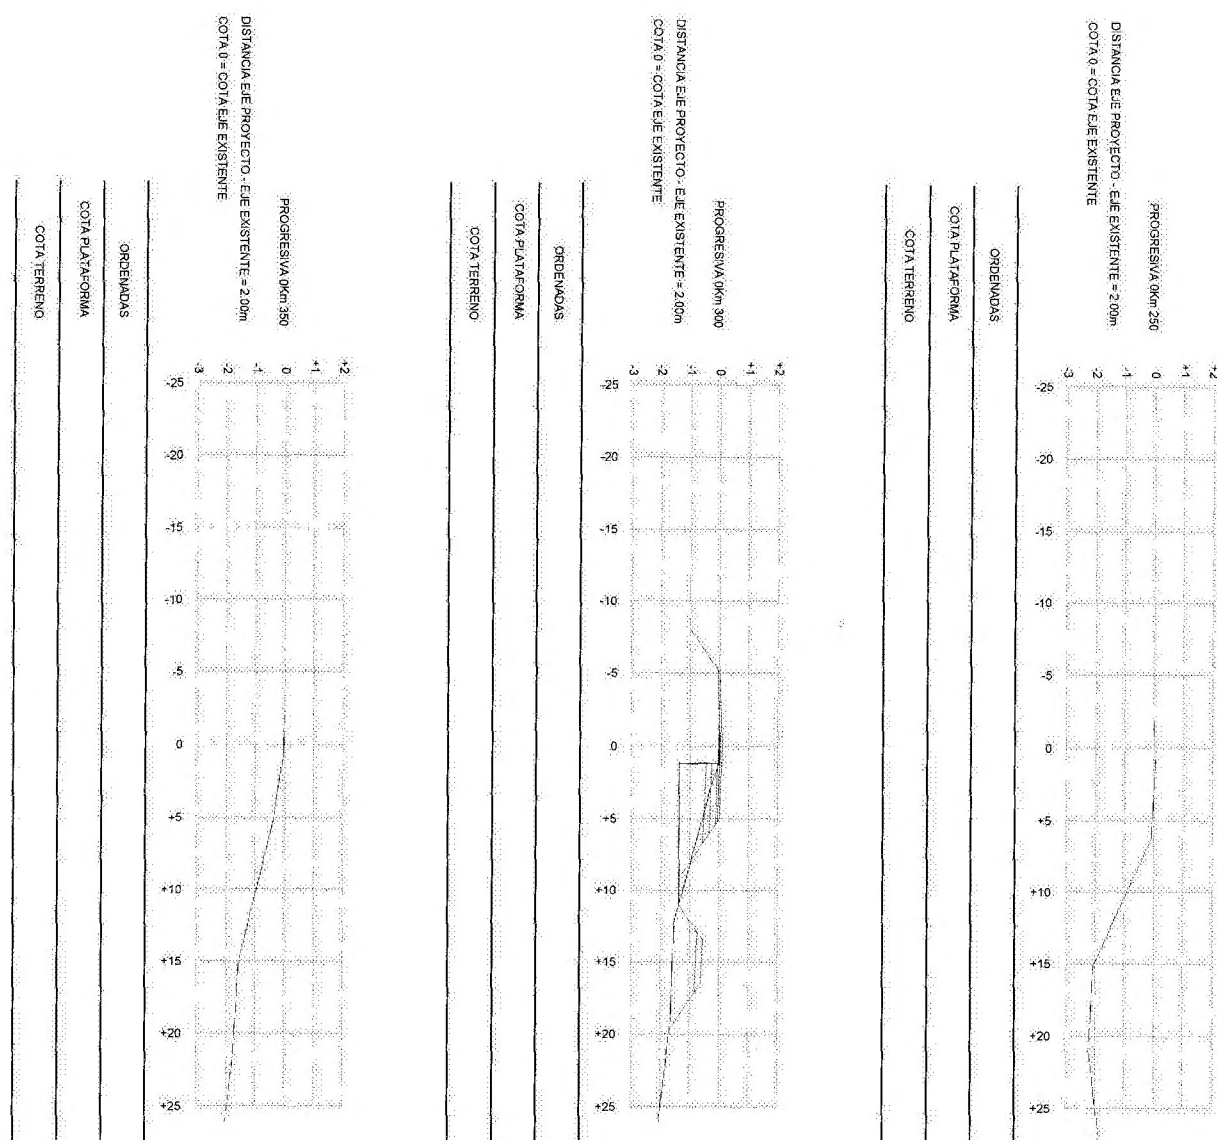 PROGRESIVA 0Km 250
DISTANCIA EJE PROYECTO - EJE EXISTENTE = 2.00m
COTA 0 = COTA EJE EXISTENTE
+2
+1
0
-1
-2
-3
-25
-20
-15
-10
-5
0
+5
+10
+15
+20
+25
ORDENADAS
COTA PLATAFORMA
COTA TERRENO
PROGRESIVA 0Km 300
DISTANCIA EJE PROYECTO - EJE EXISTENTE = 2.00m
COTA 0 = COTA EJE EXISTENTE
+2
+1
0
-1
-2
-3
-25
-20
-15
-10
-5
0
+5
+10
+15
+20
+25
ORDENADAS
COTA PLATAFORMA
COTA TERRENO
PROGRESIVA 0Km 350
DISTANCIA EJE PROYECTO - EJE EXISTENTE = 2.00m
COTA 0 = COTA EJE EXISTENTE
+2
+1
0
-1
-2
-3
-25
-20
-15
-10
-5
0
+5
+10
+15
+20
+25
ORDENADAS
COTA PLATAFORMA
COTA TERRENO